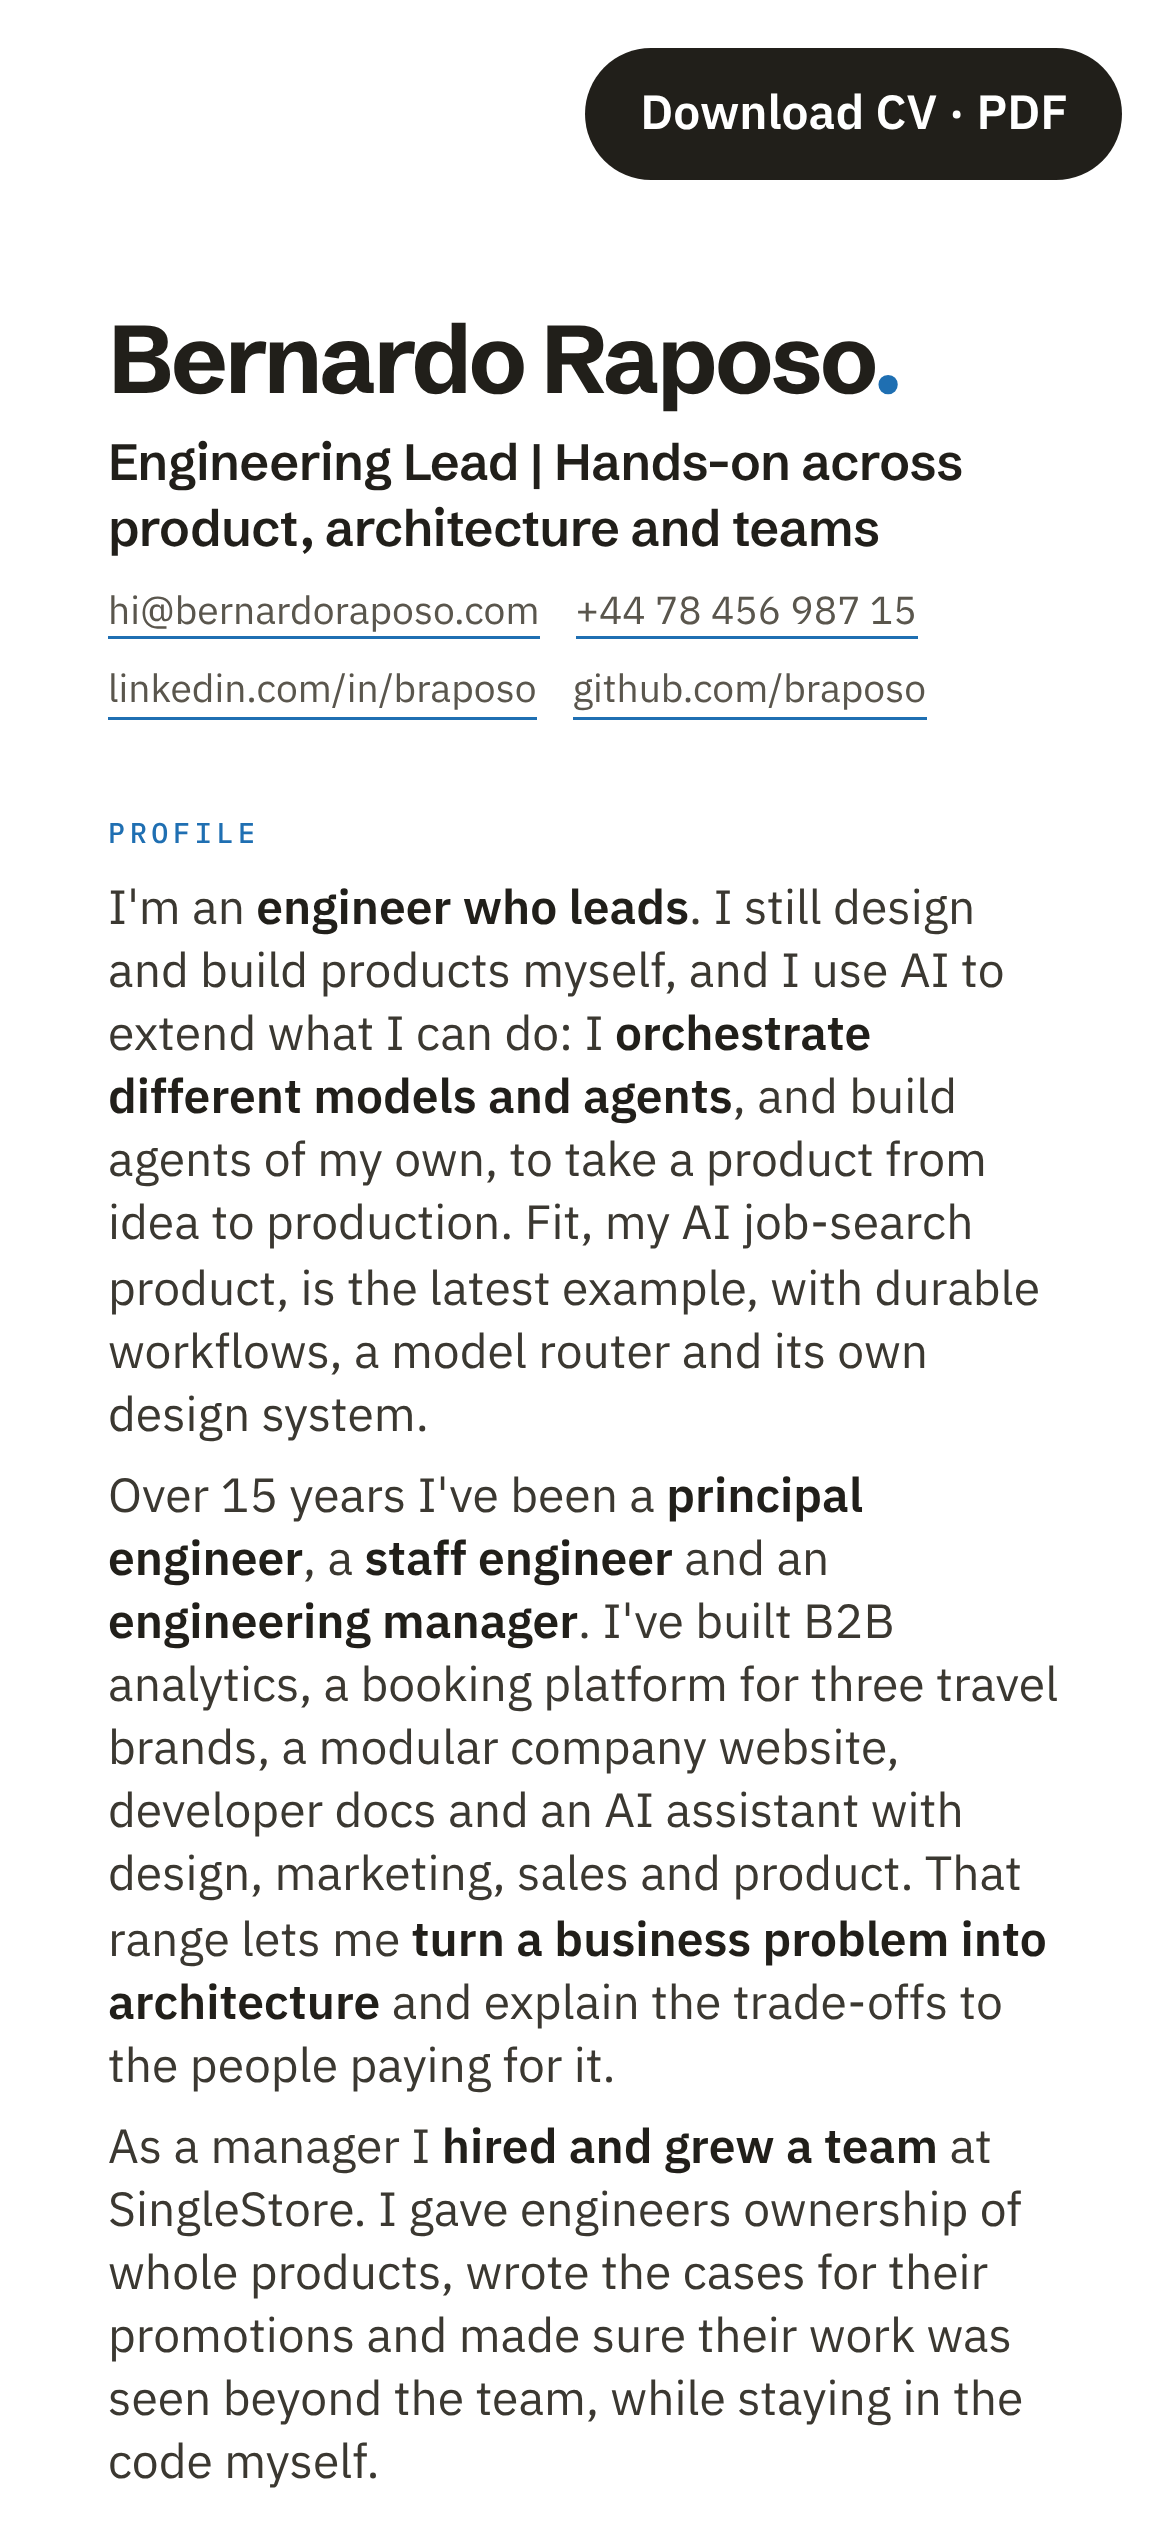 Download CV · PDF
Bernardo Raposo.
Engineering Lead | Hands-on across
product, architecture and teams
hi@bernardoraposo.com +44 78 456 987 15
linkedin.com/in/braposo github.com/braposo
PROFILE
I'm an engineer who leads. I still design
and build products myself, and I use AI to
extend what I can do: I orchestrate
different models and agents, and build
agents of my own, to take a product from
idea to production. Fit, my AI job-search
product, is the latest example, with durable
workflows, a model router and its own
design system.
Over 15 years I've been a principal
engineer, a staff engineer and an
engineering manager. I've built B2B
analytics, a booking platform for three travel
brands, a modular company website,
developer docs and an AI assistant with
design, marketing, sales and product. That
range lets me turn a business problem into
architecture and explain the trade-offs to
the people paying for it.
As a manager I hired and grew a team at
SingleStore. I gave engineers ownership of
whole products, wrote the cases for their
promotions and made sure their work was
seen beyond the team, while staying in the
code myself.